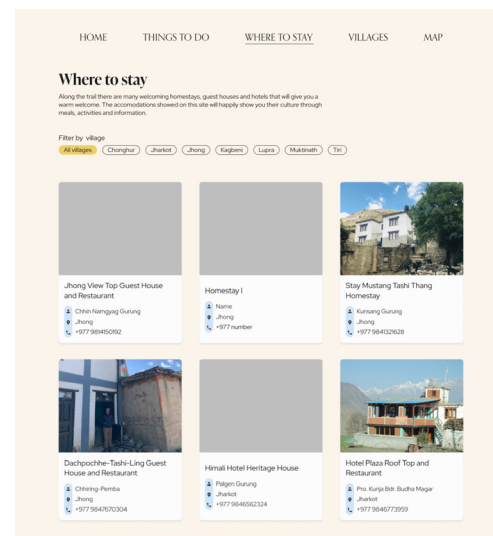 HOME THINGS TO DO WHERE TO STAY VILLAGES MAP
Where to stay
Along the trail there are many welcoming homestays, guest houses and hotels that will give you a
warm welcome. The accomodations showed on this site will happily show you their culture through
meals, activities and information.
Filter by village
All villages Chonghur Jharkot Jhong Kagbeni Lupra Muktinath Tiri
Jhong View Top Guest House
and Restaurant
Chhin Namgyag Gurung
Jhong
+977 9814150192
Homestay I
Name
Jhong
+977 number
Stay Mustang Tashi Thang
Homestay
Kunsang Gurung
Jhong
+977 9841321628
Dachpochhe-Tashi-Ling Guest
House and Restaurant
Chhiring-Pemba
Jhong
+977 9847670304
Himali Hotel Heritage House
Palgen Gurung
Jharkot
+977 9846562324
Hotel Plaza Roof Top and
Restaurant
Pro. Kunja Bdr. Budha Magar
Jharkot
+977 9846773959